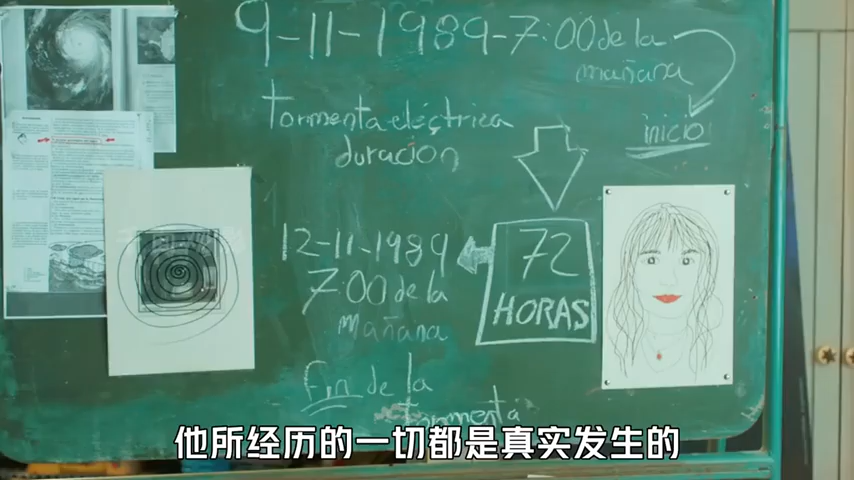 9-11-1989-7:00 de la
mañana
inicio
tormenta eléctrica
duración
72
HORAS
12-11-1989
7:00 de la
mañana
Fin de la
tormenta
他所经历的一切都是真实发生的